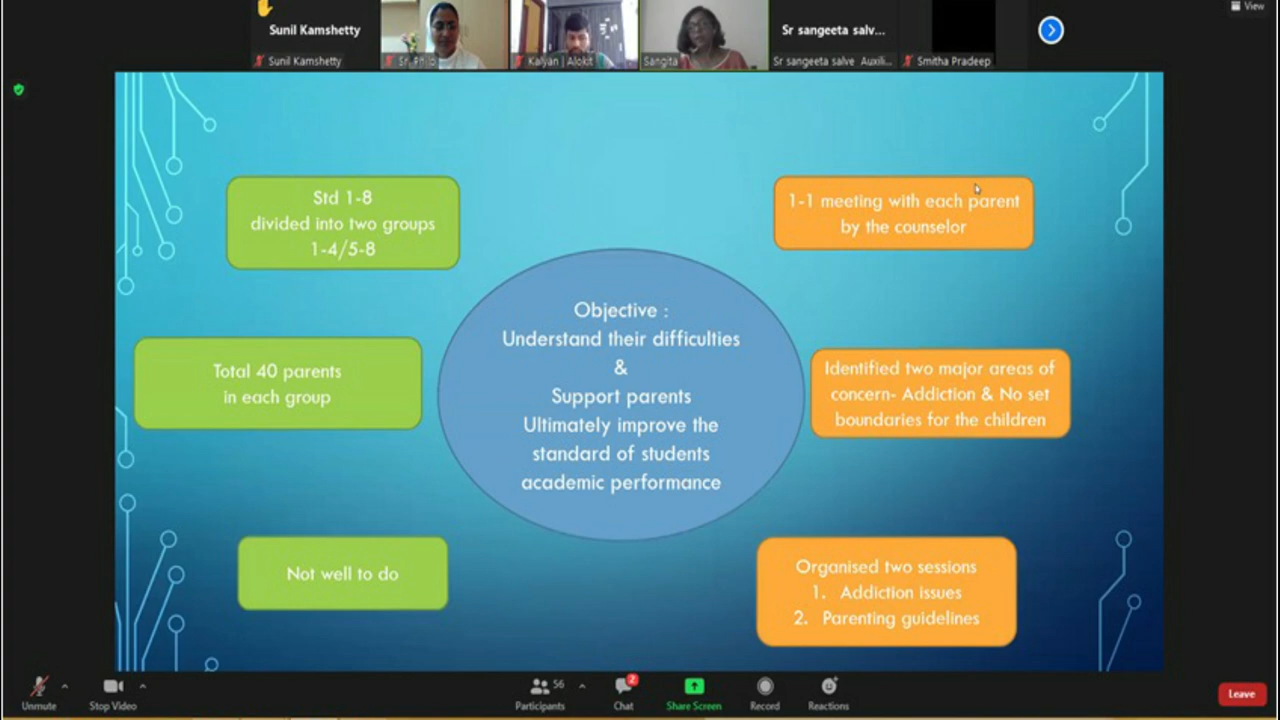 View
Sunil Kamshetty
Sr sangeeta salv...
Sunil Kamshetty
Kalyan | Alokit
Sangita
Sr sangeeta salve Auxili...
Smitha Pradeep
Std 1-8
divided into two groups
1-4/5-8
Total 40 parents
in each group
Not well to do
Objective :
Understand their difficulties
&
Support parents
Ultimately improve the
standard of students
academic performance
1-1 meeting with each parent
by the counselor
Identified two major areas of
concern- Addiction & No set
boundaries for the children
Organised two sessions
1. Addiction issues
2. Parenting guidelines
Unmute
Stop Video
56
Participants
2
Chat
Share Screen
Record
Reactions
Leave